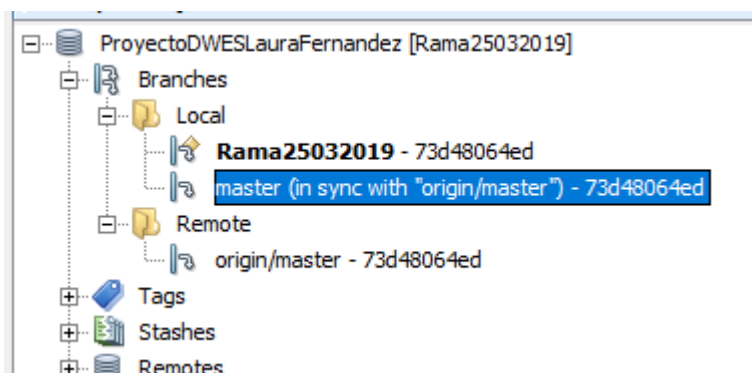 ProyectoDWESLauraFernandez [Rama25032019]
Branches
Local
Rama25032019 - 73d48064ed
master (in sync with "origin/master") - 73d48064ed
Remote
origin/master - 73d48064ed
Tags
Stashes
Remotes